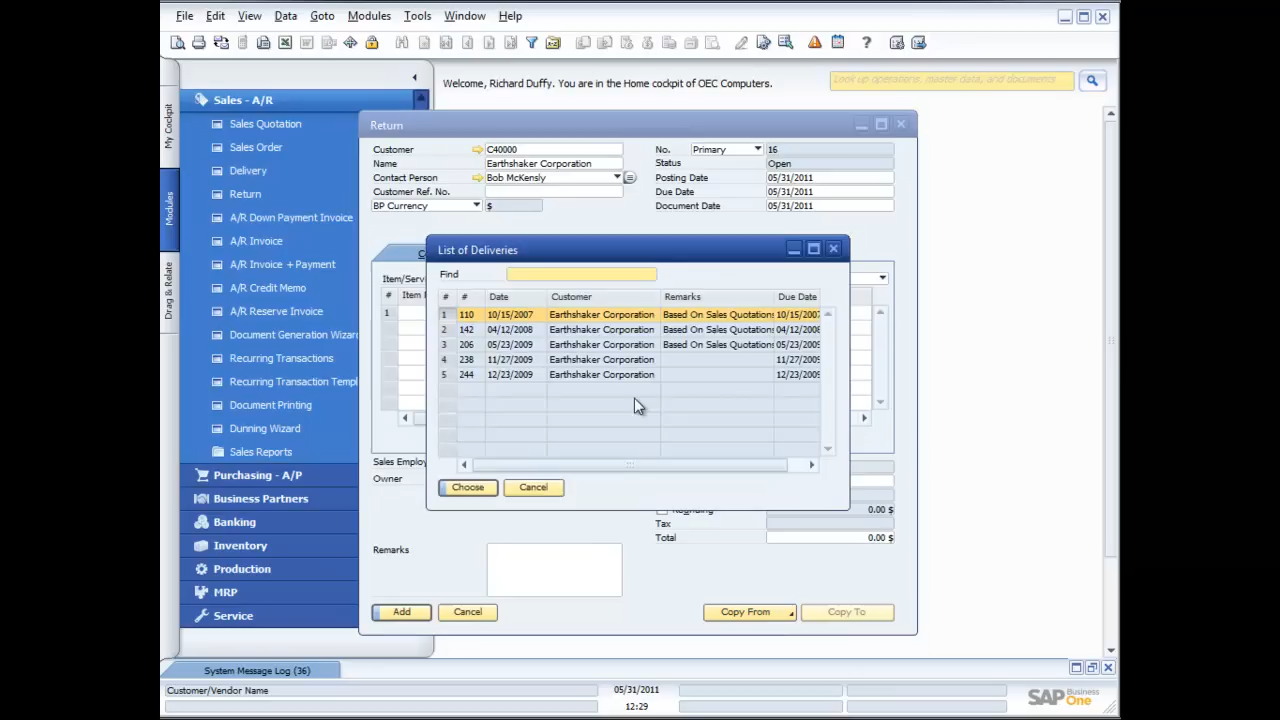 File Edit View Data Goto Modules Tools Window Help
Welcome, Richard Duffy. You are in the Home cockpit of OEC Computers.
Look up operations, master data, and documents
My Cockpit
Modules
Drag & Relate
Sales - A/R
Sales Quotation
Sales Order
Delivery
Return
A/R Down Payment Invoice
A/R Invoice
A/R Invoice + Payment
A/R Credit Memo
A/R Reserve Invoice
Document Generation Wizard
Recurring Transactions
Recurring Transaction Templ
Document Printing
Dunning Wizard
Sales Reports
Purchasing - A/P
Business Partners
Banking
Inventory
Production
MRP
Service
Return
Customer C40000 No. Primary 16
Name Earthshaker Corporation Status Open
Contact Person Bob McKensly Posting Date 05/31/2011
Customer Ref. No. Due Date 05/31/2011
BP Currency $ Document Date 05/31/2011
Item/Serv
# Item
1
List of Deliveries
Find
# # Date Customer Remarks Due Date
1 110 10/15/2007 Earthshaker Corporation Based On Sales Quotations 10/15/2007
2 142 04/12/2008 Earthshaker Corporation Based On Sales Quotations 04/12/2008
3 206 05/23/2009 Earthshaker Corporation Based On Sales Quotations 05/23/2009
4 238 11/27/2009 Earthshaker Corporation 11/27/2009
5 244 12/23/2009 Earthshaker Corporation 12/23/2009
Choose Cancel
Sales Employ
Owner
Rounding 0.00 $
Tax
Total 0.00 $
Remarks
Add Cancel Copy From Copy To
System Message Log (36)
Customer/Vendor Name 05/31/2011
12:29
SAP Business One